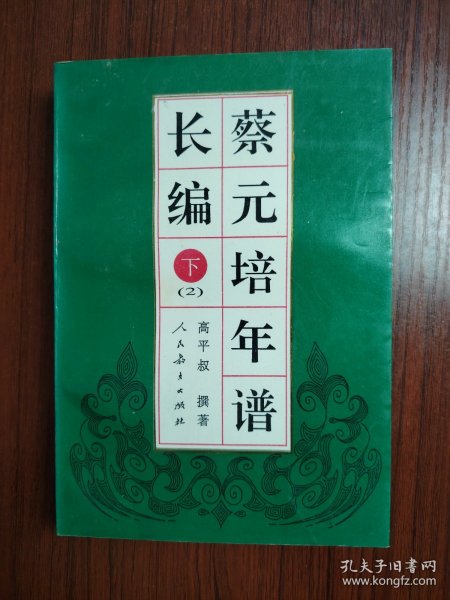 蔡元培年谱
长编
下
(2)
高平叔 撰著
人民教育出版社
孔夫子旧书网
www.kongfz.com